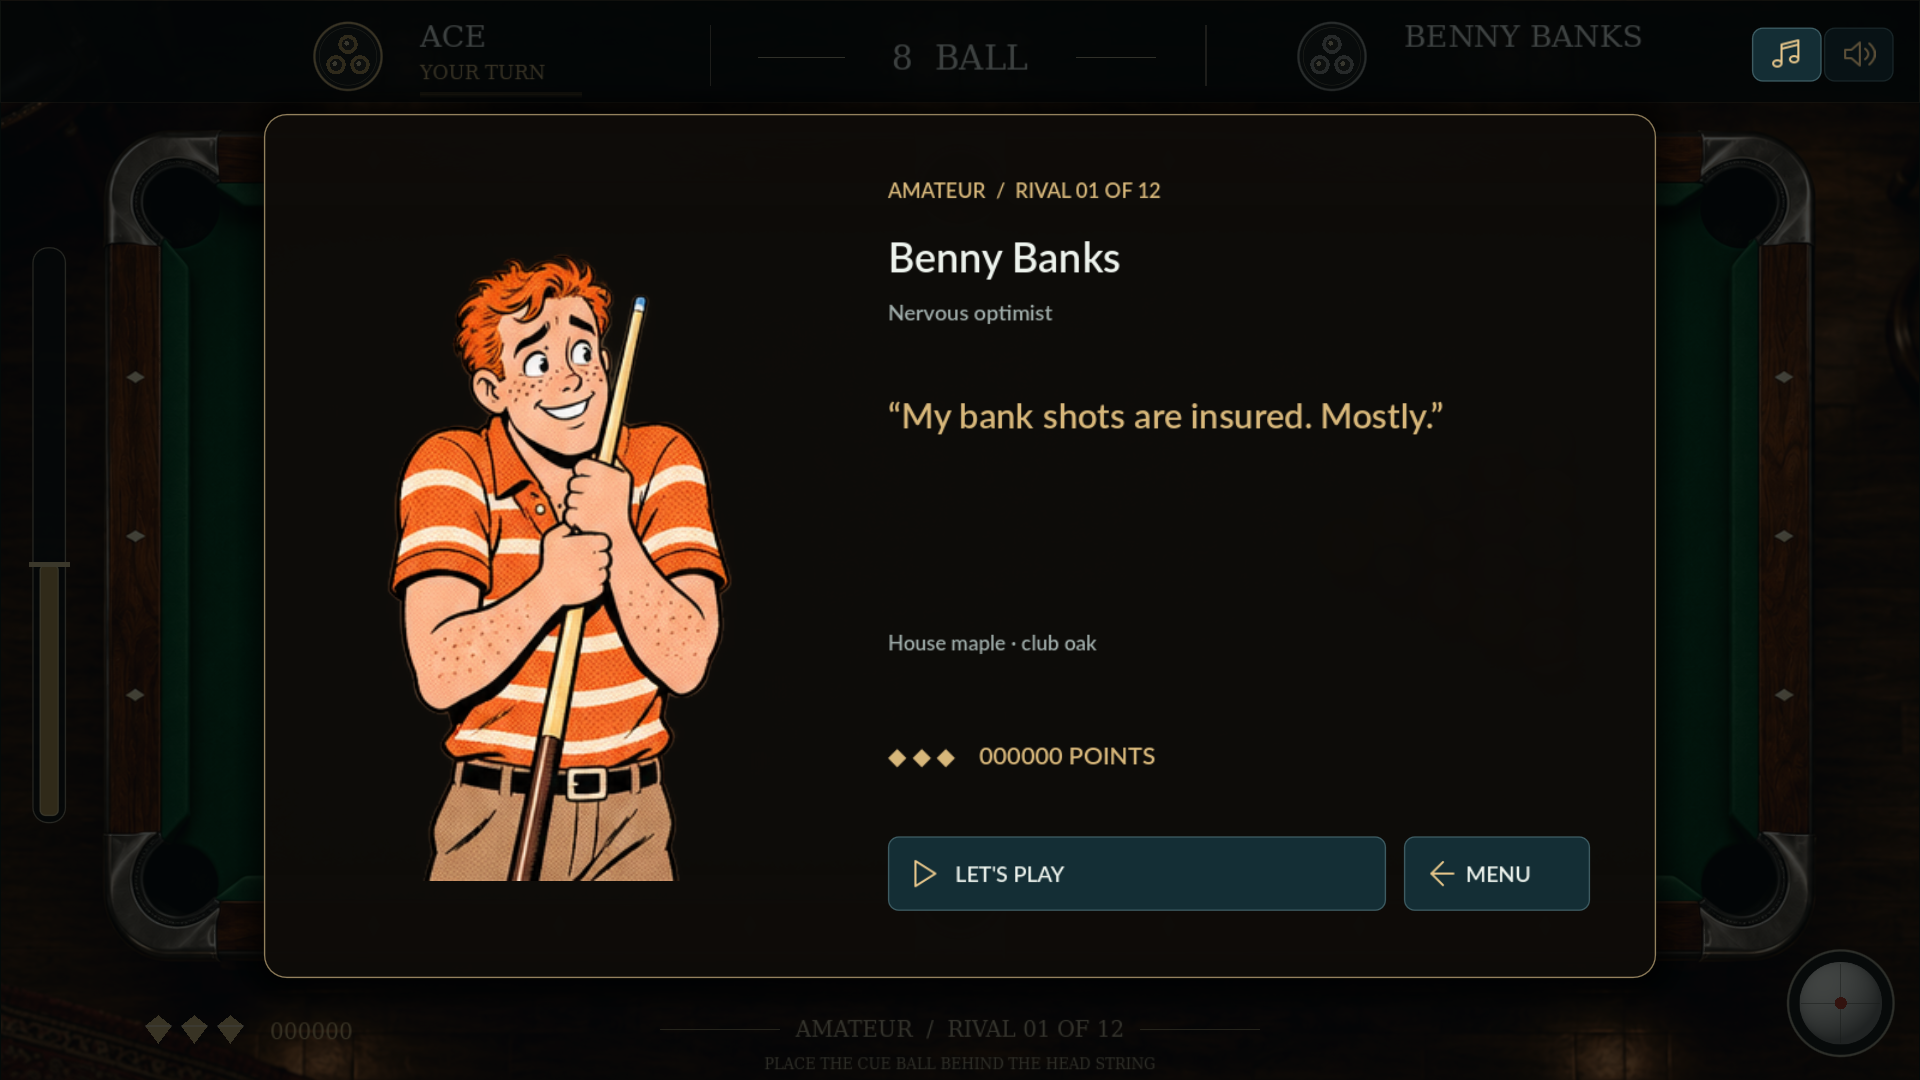 ACE
YOUR TURN
8 BALL
BENNY BANKS
AMATEUR / RIVAL 01 OF 12
Benny Banks
Nervous optimist
“My bank shots are insured. Mostly.”
House maple · club oak
000000 POINTS
LET'S PLAY
MENU
000000
AMATEUR / RIVAL 01 OF 12
PLACE THE CUE BALL BEHIND THE HEAD STRING